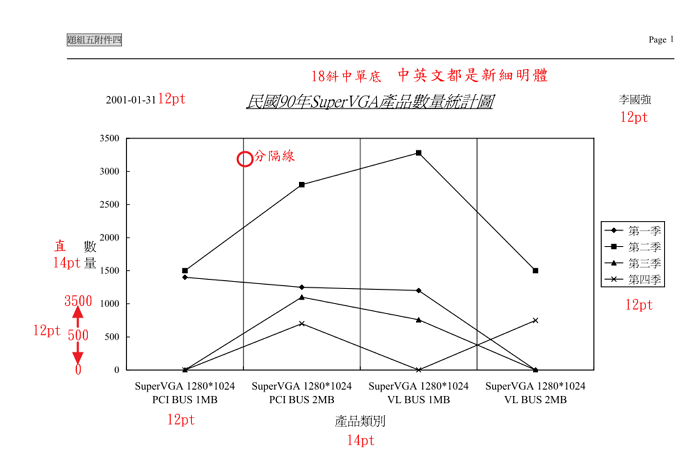 題組五附件四
Page 1
18斜中單底 中英文都是新細明體
2001-01-31 12pt
民國90年SuperVGA產品數量統計圖
李國強
12pt
分隔線
3500
3000
2500
2000
1500
1000
500
0
直 數
14pt 量
3500
12pt 500
0
第一季
第二季
第三季
第四季
12pt
SuperVGA 1280*1024
PCI BUS 1MB
SuperVGA 1280*1024
PCI BUS 2MB
SuperVGA 1280*1024
VL BUS 1MB
SuperVGA 1280*1024
VL BUS 2MB
12pt
產品類別
14pt